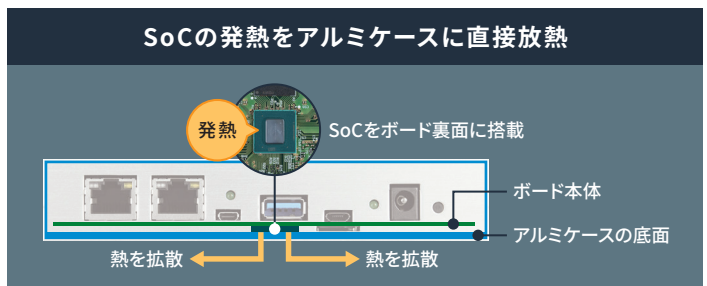 SoCの発熱をアルミケースに直接放熱
発熱
SoCをボード裏面に搭載
ボード本体
アルミケースの底面
熱を拡散
熱を拡散